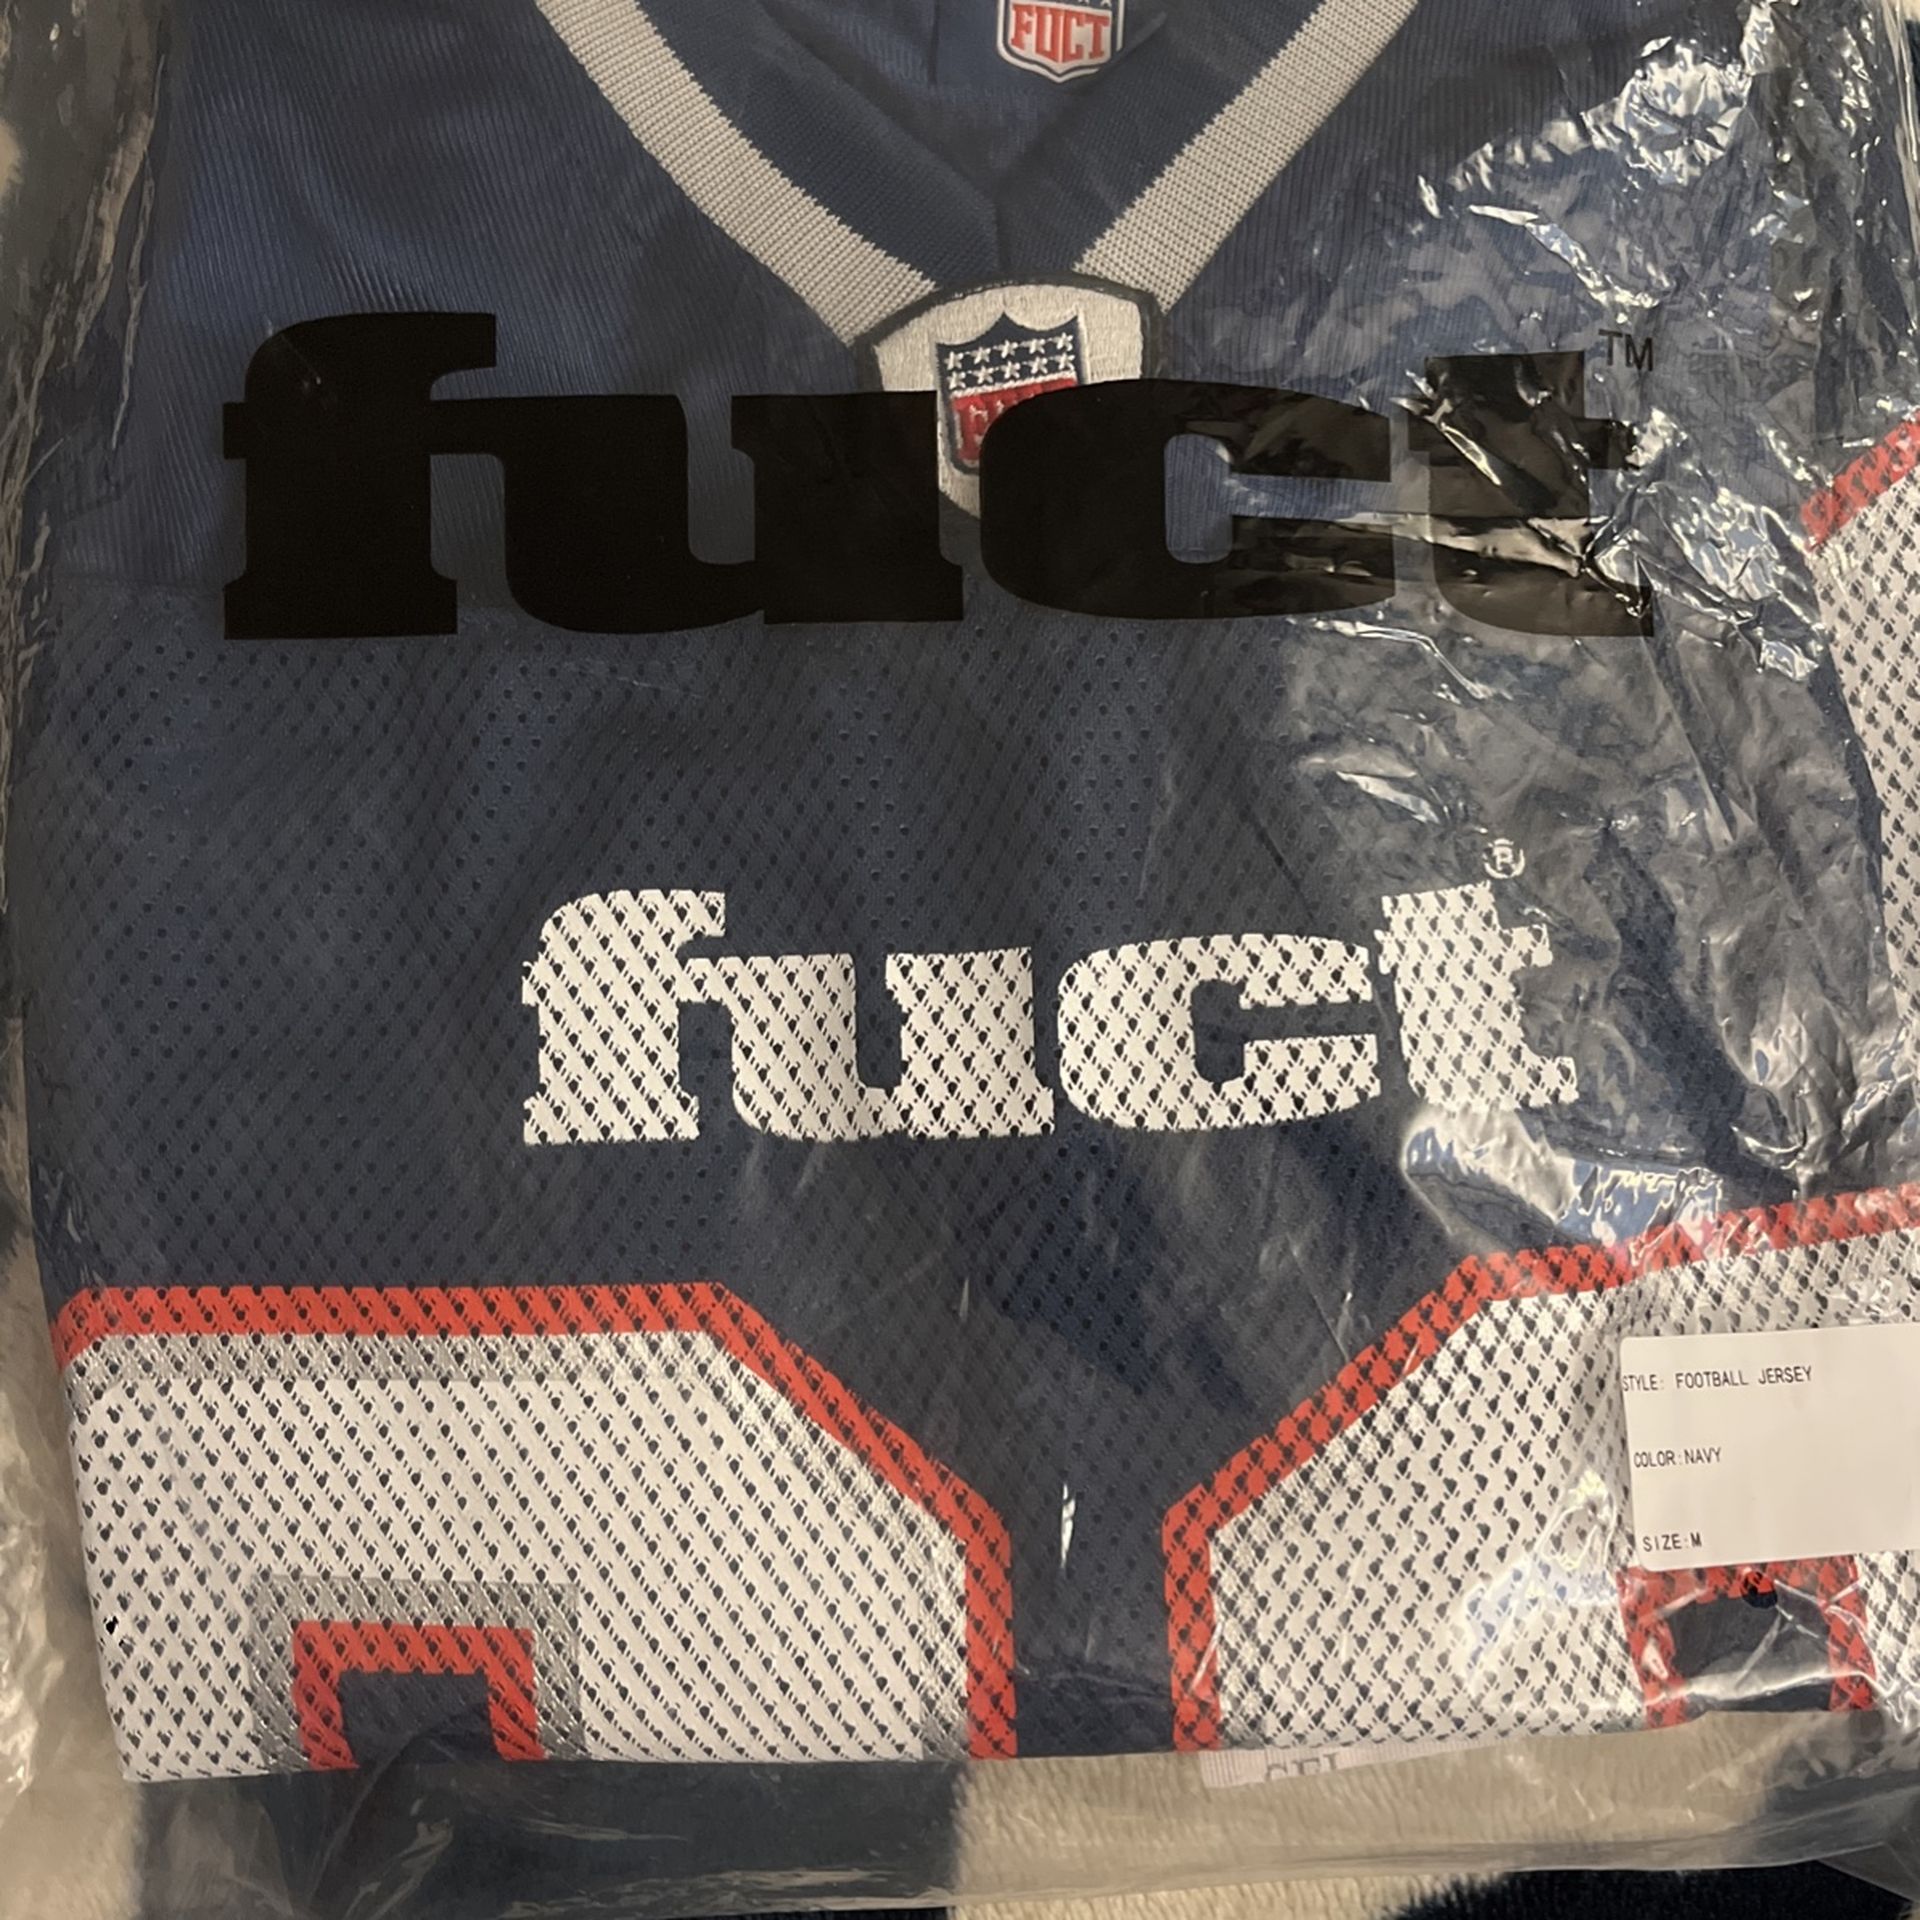 FUCT
fuct™
fuct®
STYLE: FOOTBALL JERSEY
COLOR:NAVY
SIZE:M